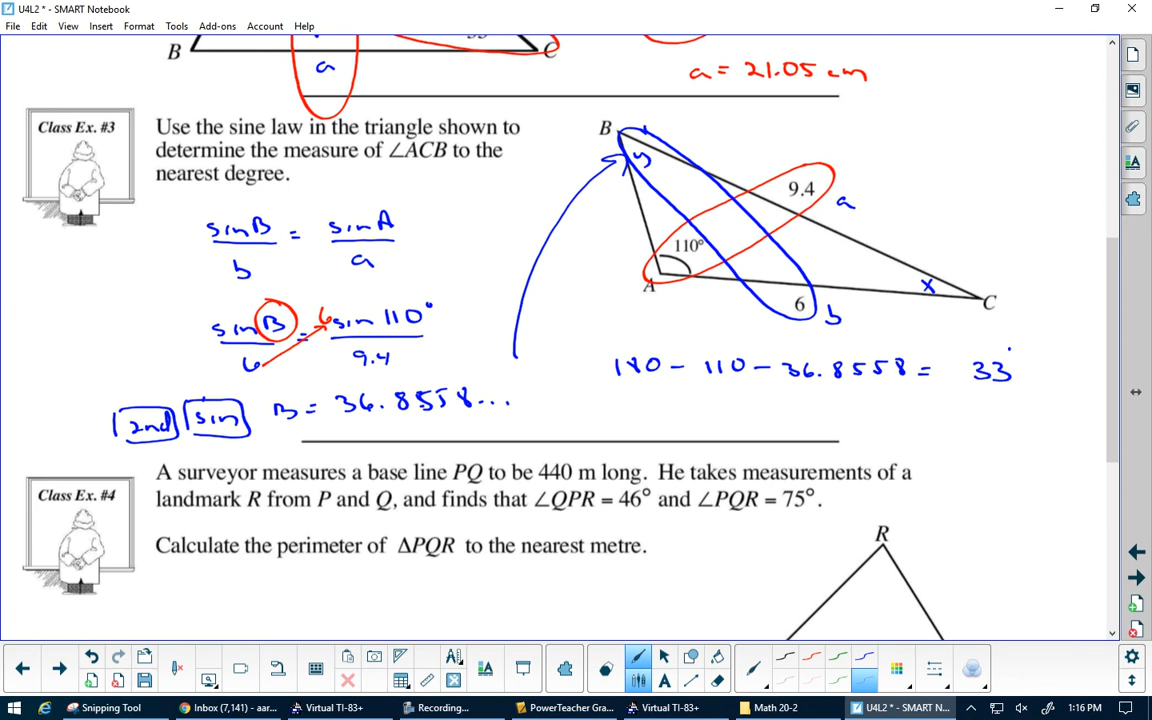 U4L2 * - SMART Notebook
File Edit View Insert Format Tools Add-ons Account Help
B C
a
a = 21.05 cm
Class Ex. #3
Use the sine law in the triangle shown to
determine the measure of ∠ACB to the
nearest degree.
sinB / b = sinA / a
sinB / 6 = 6 sin 110° / 9.4
2nd sin B = 36.8558...
B
y
9.4
a
110°
A
x
C
6
b
180 - 110 - 36.8558 = 33°
Class Ex. #4
A surveyor measures a base line PQ to be 440 m long. He takes measurements of a
landmark R from P and Q, and finds that ∠QPR = 46° and ∠PQR = 75°.
Calculate the perimeter of ΔPQR to the nearest metre.
R
Snipping Tool
Inbox (7,141) - aar...
Virtual TI-83+
Recording...
PowerTeacher Gra...
Virtual TI-83+
Math 20-2
U4L2 * - SMART N...
1:16 PM